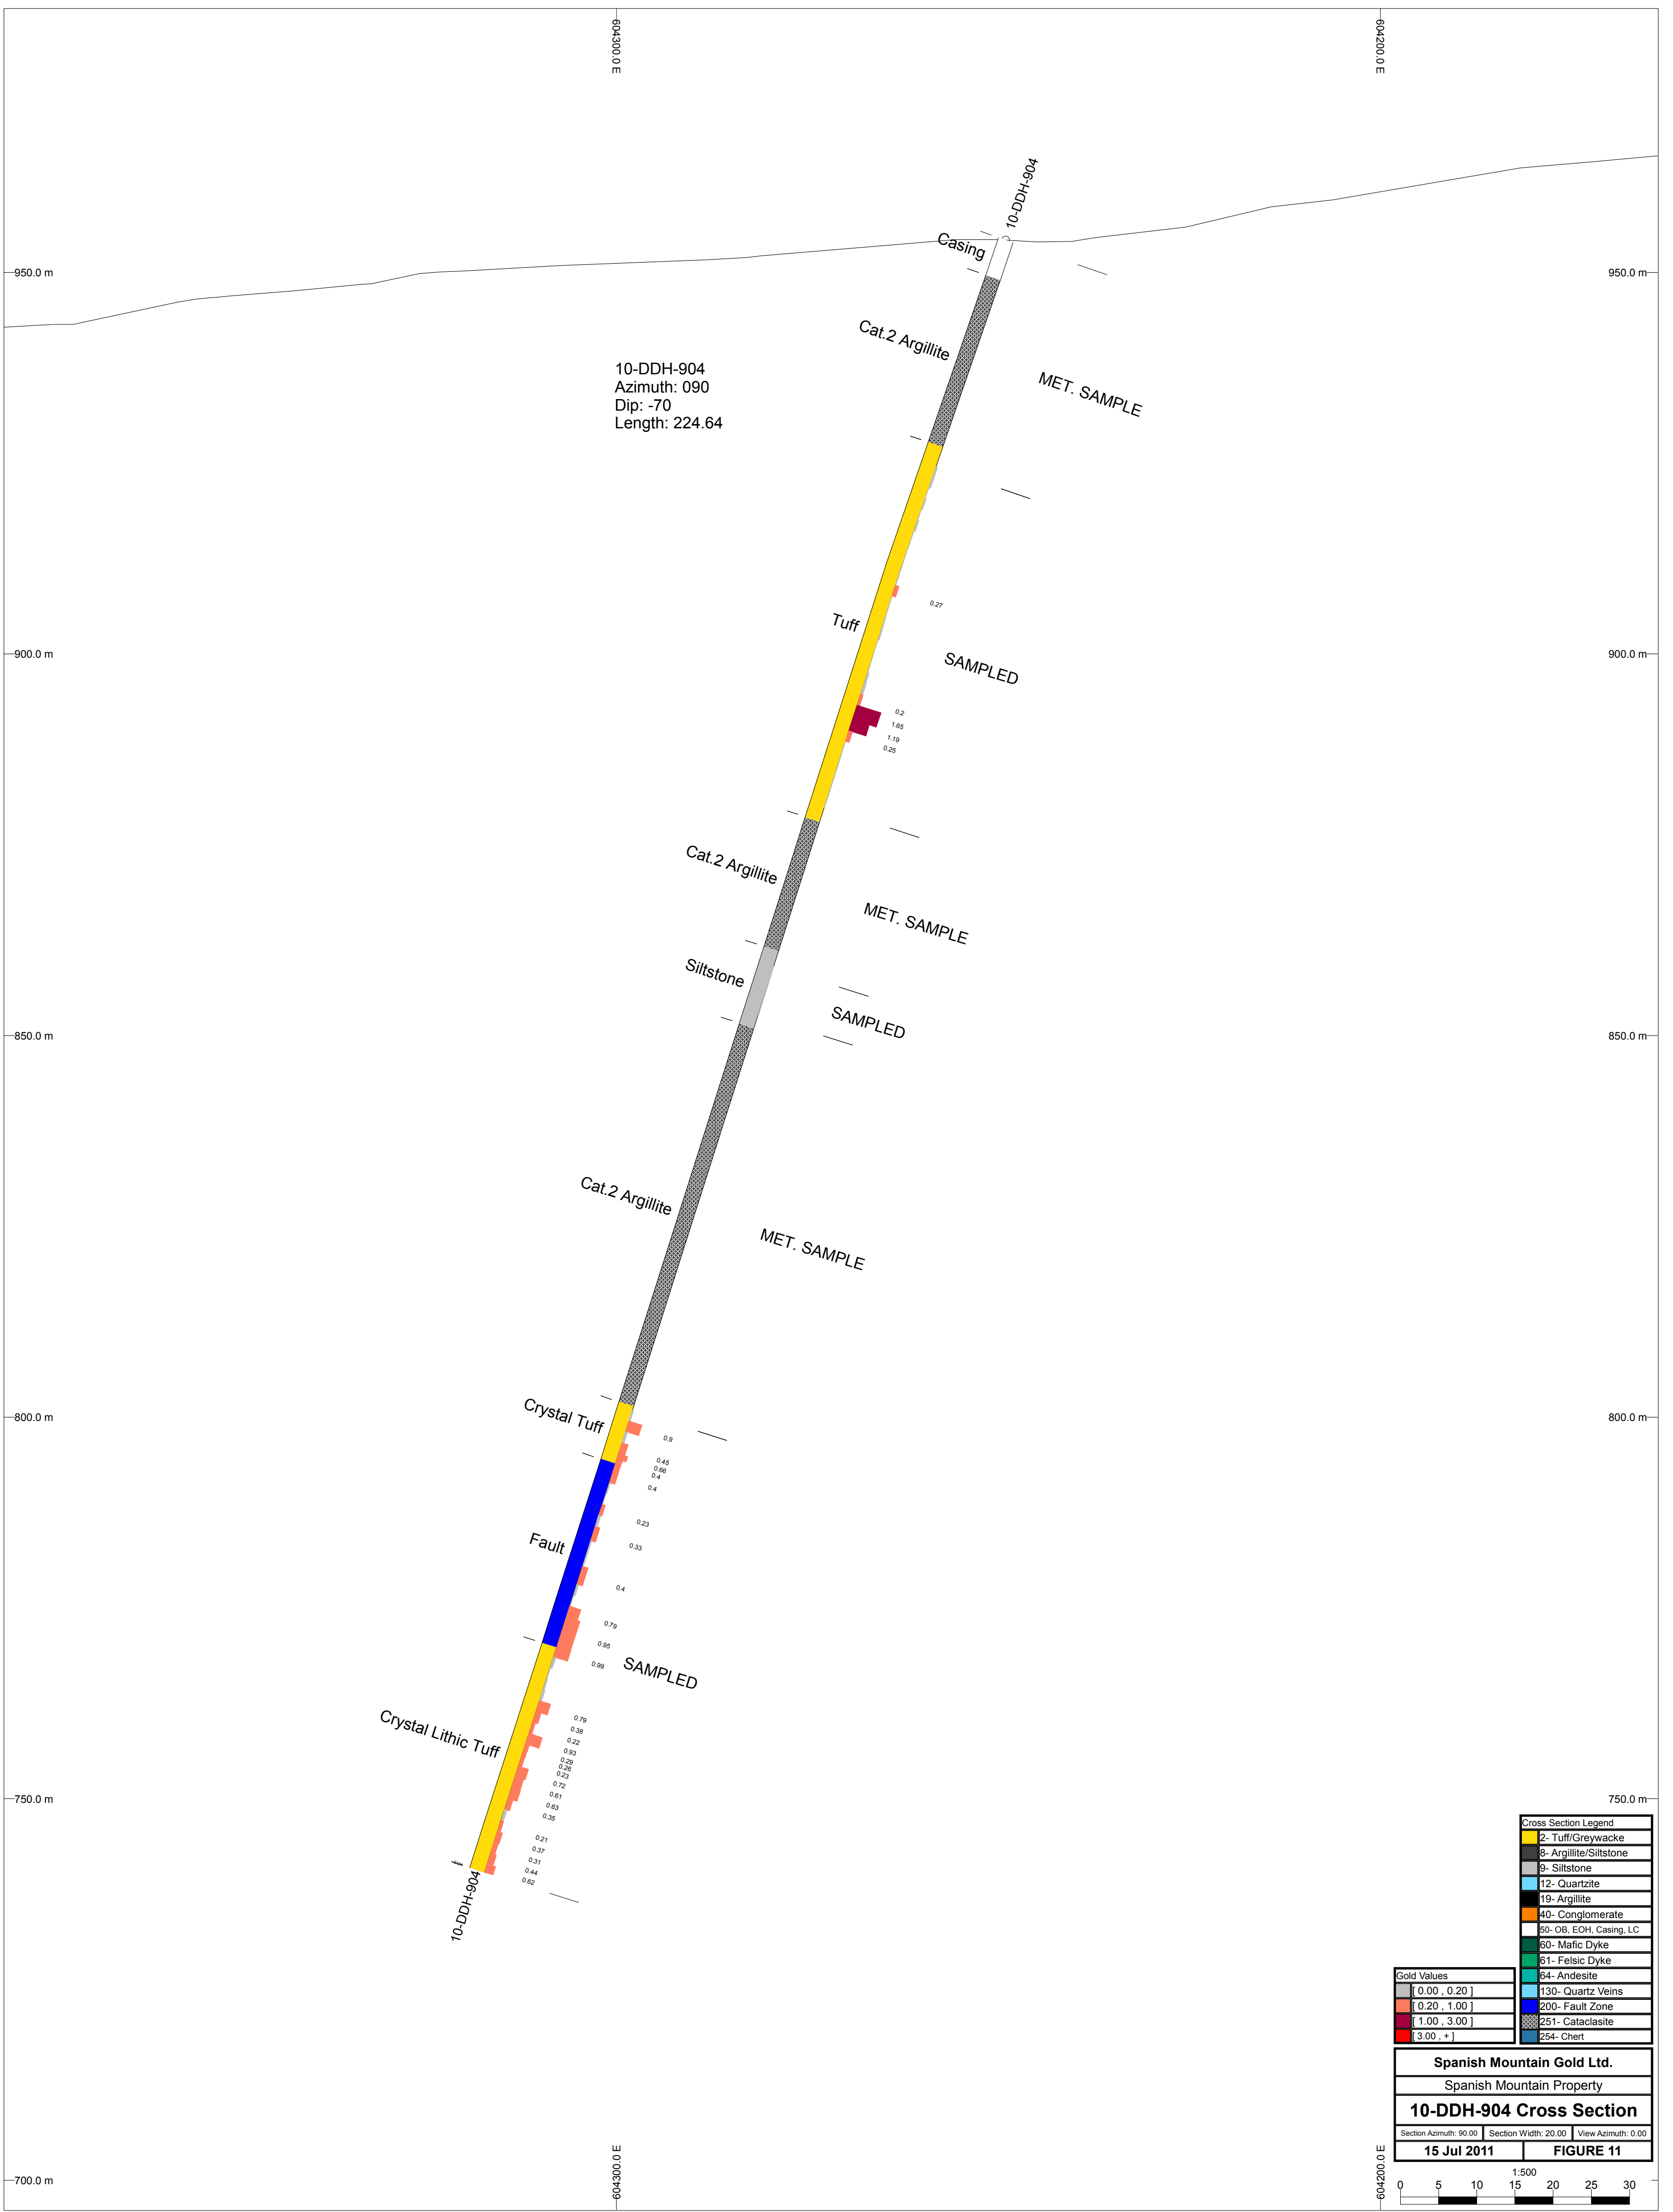 604300.0 E
604200.0 E
10-DDH-904
Casing
950.0 m
950.0 m
Cat.2 Argillite
10-DDH-904
Azimuth: 090
Dip: -70
Length: 224.64
MET. SAMPLE
0.27
Tuff
900.0 m
900.0 m
SAMPLED
0.2
1.65
1.19
0.25
Cat.2 Argillite
MET. SAMPLE
Siltstone
SAMPLED
850.0 m
850.0 m
Cat.2 Argillite
MET. SAMPLE
Crystal Tuff
800.0 m
800.0 m
0.9
0.45
0.66
0.4
0.4
0.23
Fault
0.33
0.4
0.79
0.95
0.99
SAMPLED
Crystal Lithic Tuff
0.79
0.38
0.22
0.93
0.29
0.26
0.23
0.72
0.61
0.63
0.35
750.0 m
750.0 m
0.21
0.37
0.31
0.44
0.62
10-DDH-904
Cross Section Legend
2- Tuff/Greywacke
8- Argillite/Siltstone
9- Siltstone
12- Quartzite
19- Argillite
40- Conglomerate
50- OB, EOH, Casing, LC
60- Mafic Dyke
61- Felsic Dyke
64- Andesite
130- Quartz Veins
200- Fault Zone
251- Cataclasite
254- Chert
Gold Values
[ 0.00 , 0.20 ]
[ 0.20 , 1.00 ]
[ 1.00 , 3.00 ]
[ 3.00 , + ]
Spanish Mountain Gold Ltd.
Spanish Mountain Property
10-DDH-904 Cross Section
Section Azimuth: 90.00 Section Width: 20.00 View Azimuth: 0.00
15 Jul 2011 FIGURE 11
604300.0 E
604200.0 E
700.0 m
1:500
0 5 10 15 20 25 30